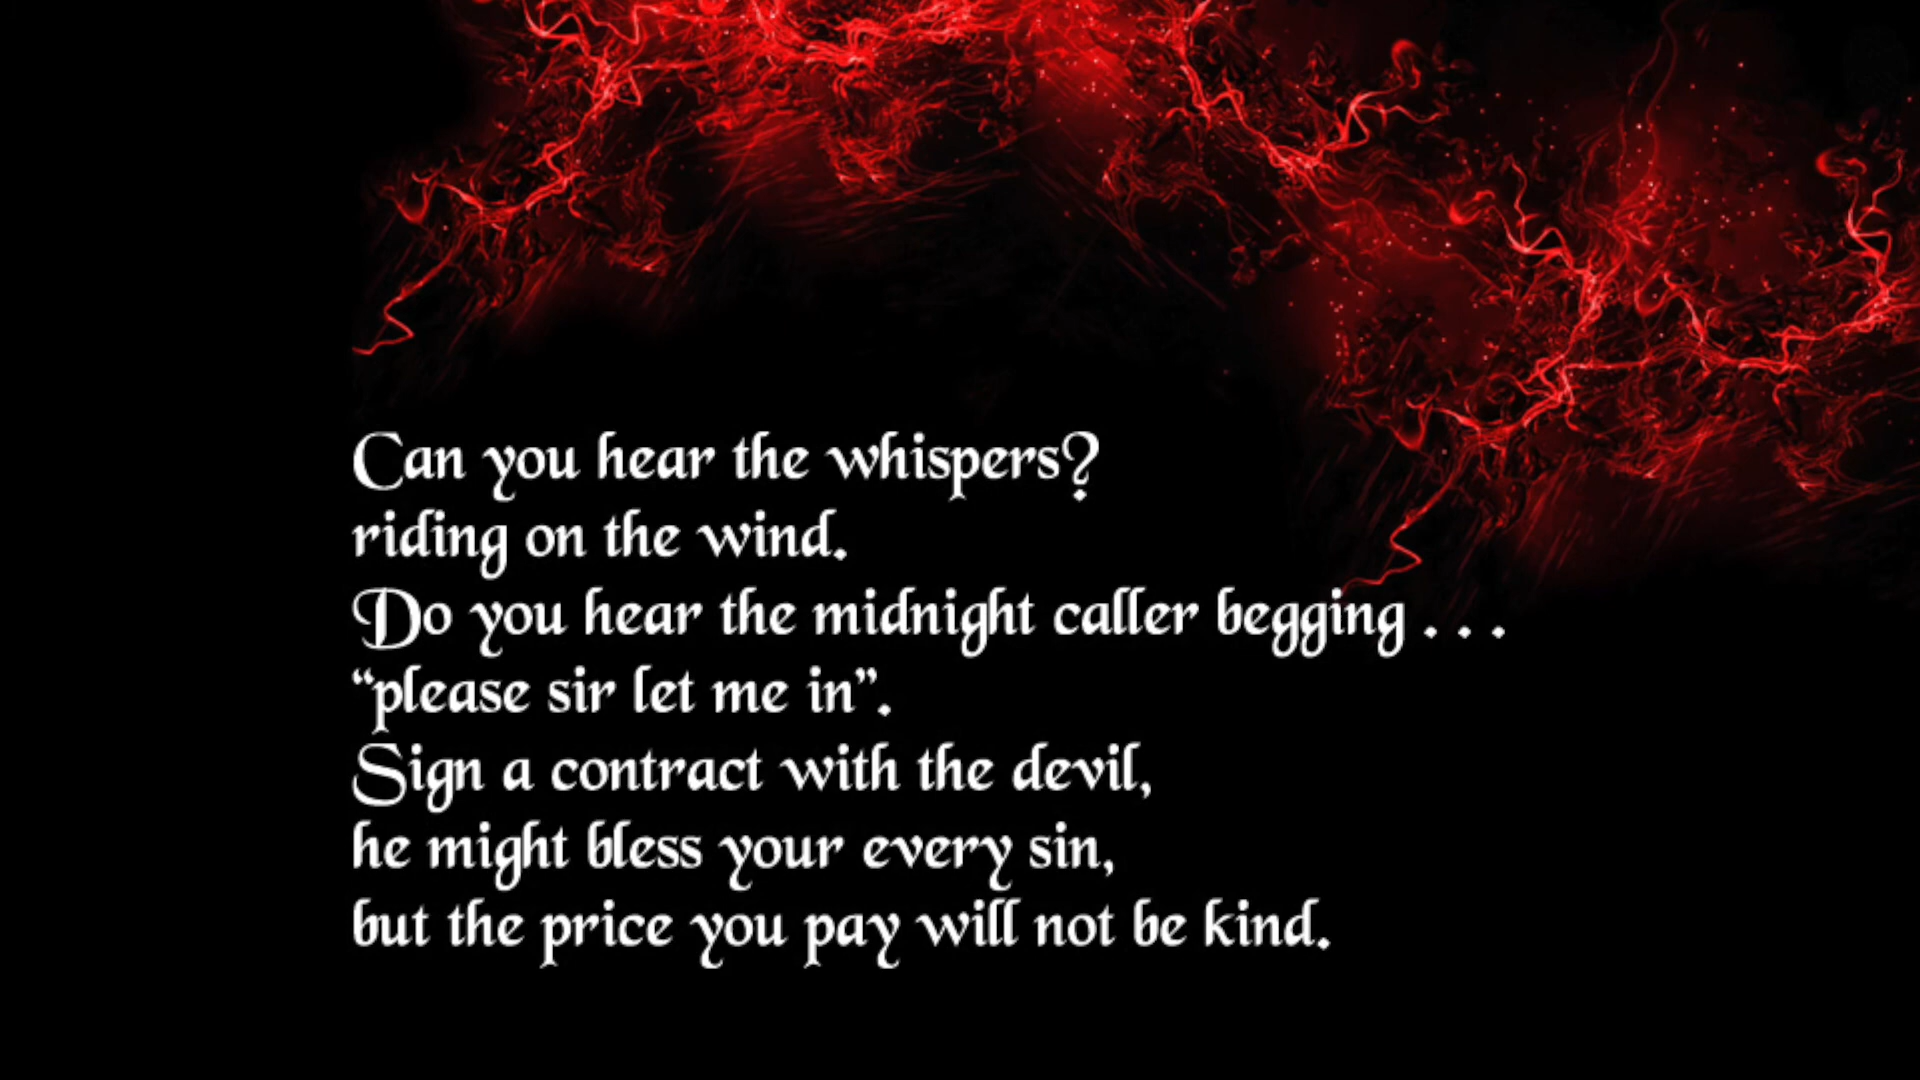 Can you hear the whispers?
riding on the wind.
Do you hear the midnight caller begging . . .
“please sir let me in”.
Sign a contract with the devil,
he might bless your every sin,
but the price you pay will not be kind.